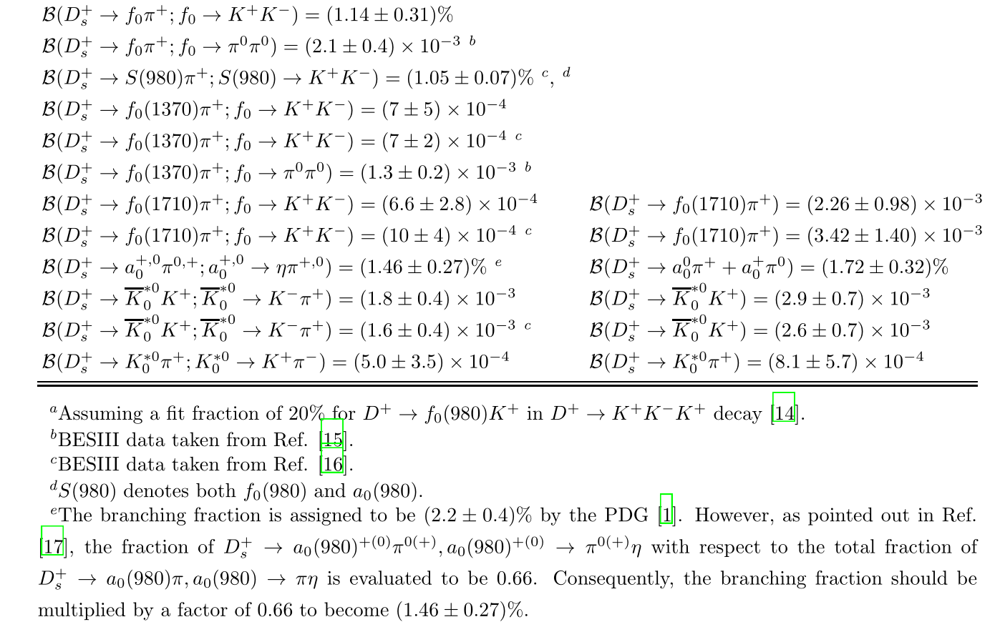 $\mathcal{B}(D_s^+ \to f_0\pi^+; f_0 \to K^+K^-) = (1.14 \pm 0.31)\%$
$\mathcal{B}(D_s^+ \to f_0\pi^+; f_0 \to \pi^0\pi^0) = (2.1 \pm 0.4) \times 10^{-3}$ $^b$
$\mathcal{B}(D_s^+ \to S(980)\pi^+; S(980) \to K^+K^-) = (1.05 \pm 0.07)\%$ $^c$, $^d$
$\mathcal{B}(D_s^+ \to f_0(1370)\pi^+; f_0 \to K^+K^-) = (7 \pm 5) \times 10^{-4}$
$\mathcal{B}(D_s^+ \to f_0(1370)\pi^+; f_0 \to K^+K^-) = (7 \pm 2) \times 10^{-4}$ $^c$
$\mathcal{B}(D_s^+ \to f_0(1370)\pi^+; f_0 \to \pi^0\pi^0) = (1.3 \pm 0.2) \times 10^{-3}$ $^b$
$\mathcal{B}(D_s^+ \to f_0(1710)\pi^+; f_0 \to K^+K^-) = (6.6 \pm 2.8) \times 10^{-4}$ $\mathcal{B}(D_s^+ \to f_0(1710)\pi^+) = (2.26 \pm 0.98) \times 10^{-3}$
$\mathcal{B}(D_s^+ \to f_0(1710)\pi^+; f_0 \to K^+K^-) = (10 \pm 4) \times 10^{-4}$ $^c$ $\mathcal{B}(D_s^+ \to f_0(1710)\pi^+) = (3.42 \pm 1.40) \times 10^{-3}$
$\mathcal{B}(D_s^+ \to a_0^{+,0}\pi^{0,+}; a_0^{+,0} \to \eta\pi^{+,0}) = (1.46 \pm 0.27)\%$ $^e$ $\mathcal{B}(D_s^+ \to a_0^0\pi^+ + a_0^+\pi^0) = (1.72 \pm 0.32)\%$
$\mathcal{B}(D_s^+ \to \overline{K}_0^{*0}K^+; \overline{K}_0^{*0} \to K^-\pi^+) = (1.8 \pm 0.4) \times 10^{-3}$ $\mathcal{B}(D_s^+ \to \overline{K}_0^{*0}K^+) = (2.9 \pm 0.7) \times 10^{-3}$
$\mathcal{B}(D_s^+ \to \overline{K}_0^{*0}K^+; \overline{K}_0^{*0} \to K^-\pi^+) = (1.6 \pm 0.4) \times 10^{-3}$ $^c$ $\mathcal{B}(D_s^+ \to \overline{K}_0^{*0}K^+) = (2.6 \pm 0.7) \times 10^{-3}$
$\mathcal{B}(D_s^+ \to K_0^{*0}\pi^+; K_0^{*0} \to K^+\pi^-) = (5.0 \pm 3.5) \times 10^{-4}$ $\mathcal{B}(D_s^+ \to K_0^{*0}\pi^+) = (8.1 \pm 5.7) \times 10^{-4}$
$^a$Assuming a fit fraction of 20% for $D^+ \to f_0(980)K^+$ in $D^+ \to K^+K^-K^+$ decay [14].
$^b$BESIII data taken from Ref. [15].
$^c$BESIII data taken from Ref. [16].
$^d$$S(980)$ denotes both $f_0(980)$ and $a_0(980)$.
$^e$The branching fraction is assigned to be $(2.2 \pm 0.4)\%$ by the PDG [1]. However, as pointed out in Ref.
[17], the fraction of $D_s^+ \to a_0(980)^{+(0)}\pi^{0(+)}, a_0(980)^{+(0)} \to \pi^{0(+)}\eta$ with respect to the total fraction of
$D_s^+ \to a_0(980)\pi, a_0(980) \to \pi\eta$ is evaluated to be 0.66. Consequently, the branching fraction should be
multiplied by a factor of 0.66 to become $(1.46 \pm 0.27)\%$.